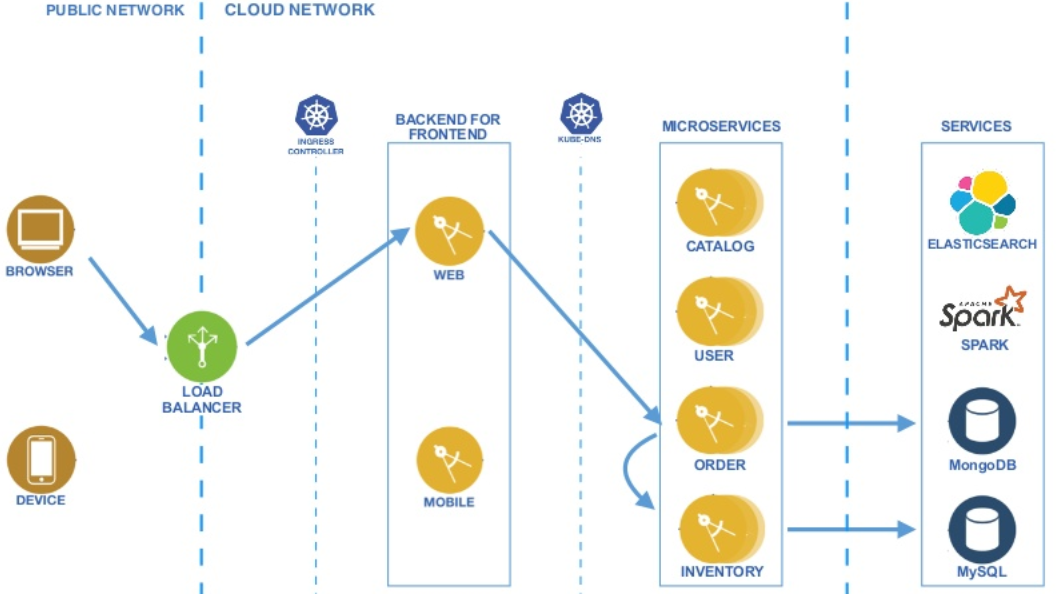 PUBLIC NETWORK
CLOUD NETWORK
INGRESS
CONTROLLER
BACKEND FOR
FRONTEND
KUBE-DNS
MICROSERVICES
SERVICES
BROWSER
WEB
CATALOG
ELASTICSEARCH
APACHE
Spark
SPARK
USER
LOAD
BALANCER
ORDER
MongoDB
DEVICE
MOBILE
INVENTORY
MySQL